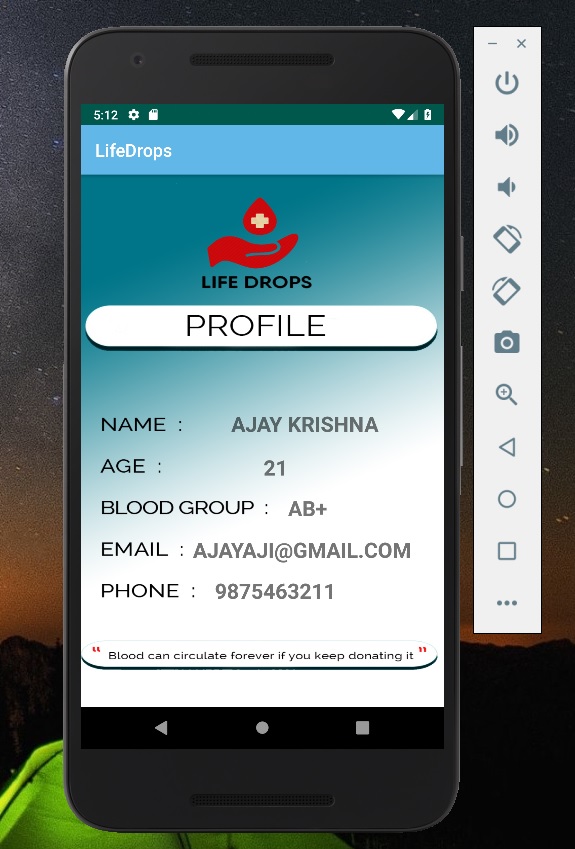 5:12
LifeDrops
LIFE DROPS
PROFILE
NAME : AJAY KRISHNA
AGE : 21
BLOOD GROUP : AB+
EMAIL : AJAYAJI@GMAIL.COM
PHONE : 9875463211
" Blood can circulate forever if you keep donating it "